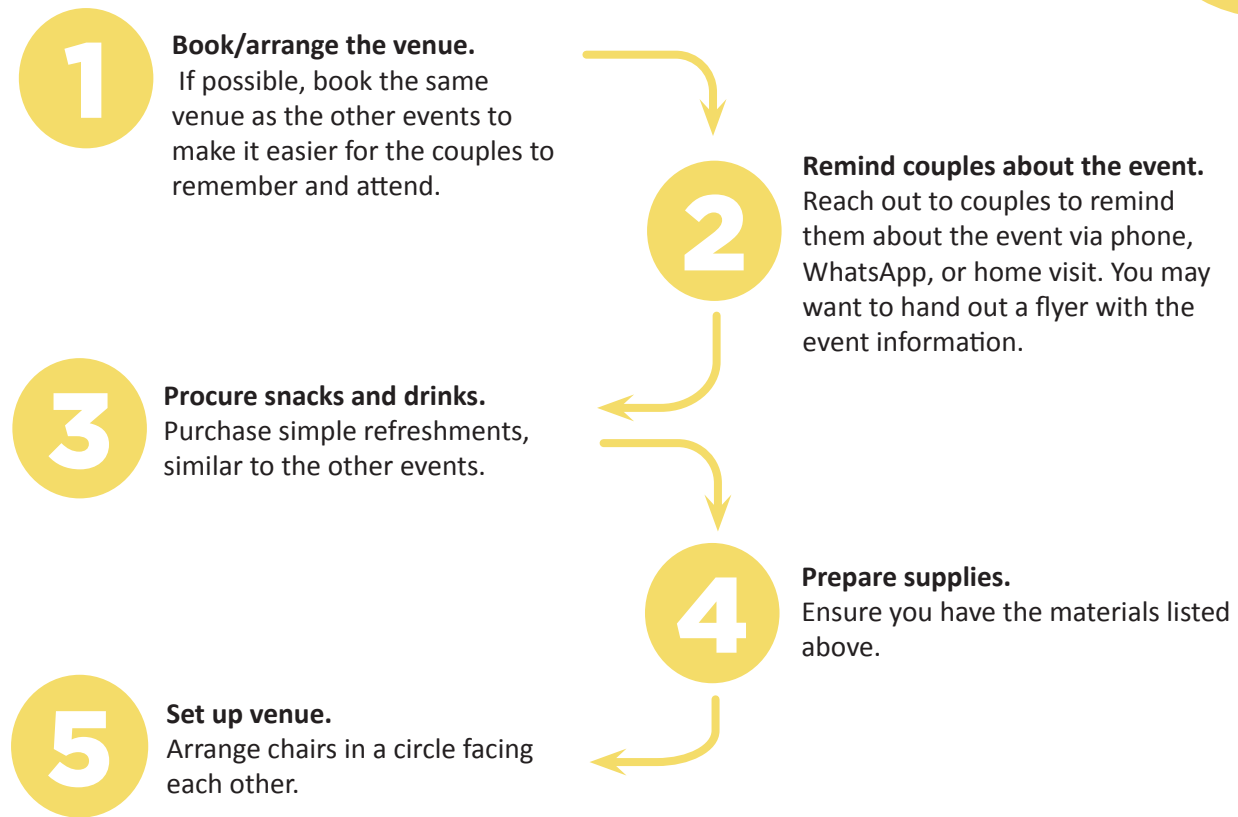 1
Book/arrange the venue.
If possible, book the same
venue as the other events to
make it easier for the couples to
remember and attend.
2
Remind couples about the event.
Reach out to couples to remind
them about the event via phone,
WhatsApp, or home visit. You may
want to hand out a flyer with the
event information.
3
Procure snacks and drinks.
Purchase simple refreshments,
similar to the other events.
4
Prepare supplies.
Ensure you have the materials listed
above.
5
Set up venue.
Arrange chairs in a circle facing
each other.